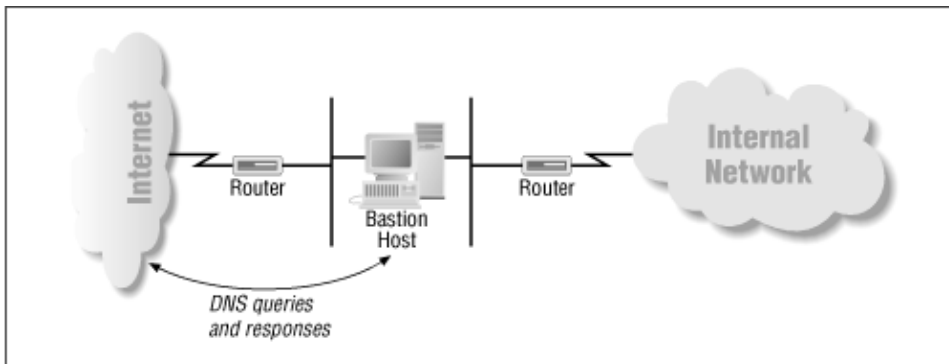 Internet
Router
Bastion
Host
Router
Internal
Network
DNS queries
and responses